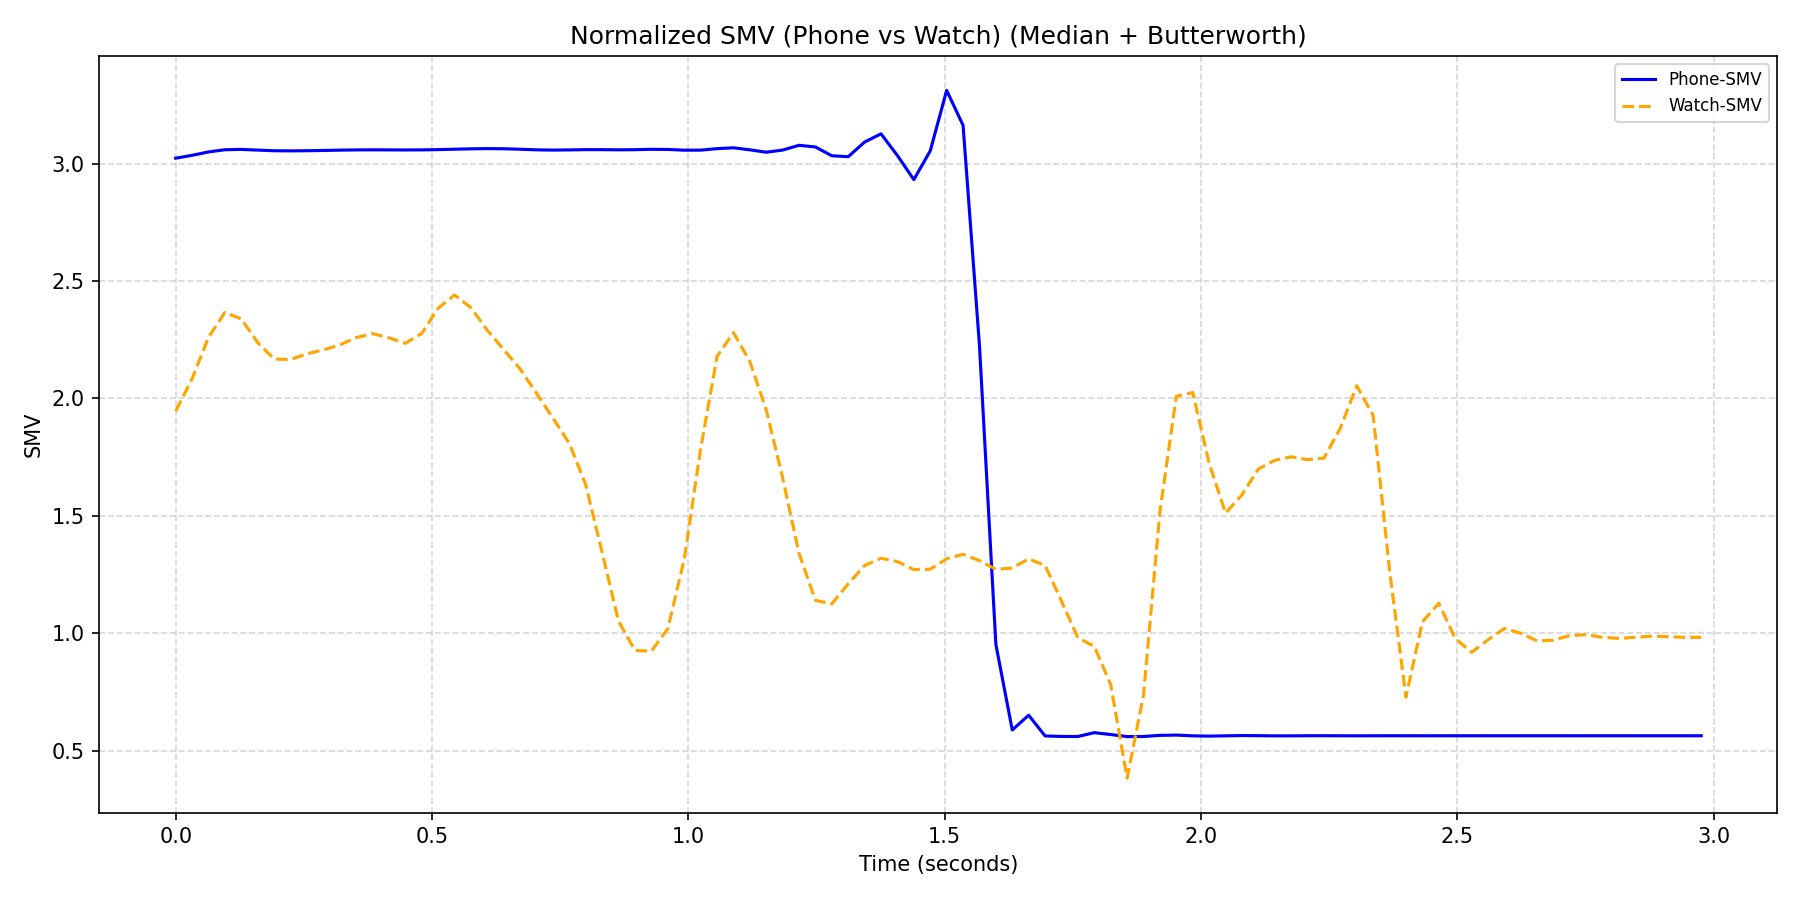 Normalized SMV (Phone vs Watch) (Median + Butterworth)
Phone-SMV
Watch-SMV
SMV
3.0
2.5
2.0
1.5
1.0
0.5
0.0 0.5 1.0 1.5 2.0 2.5 3.0
Time (seconds)